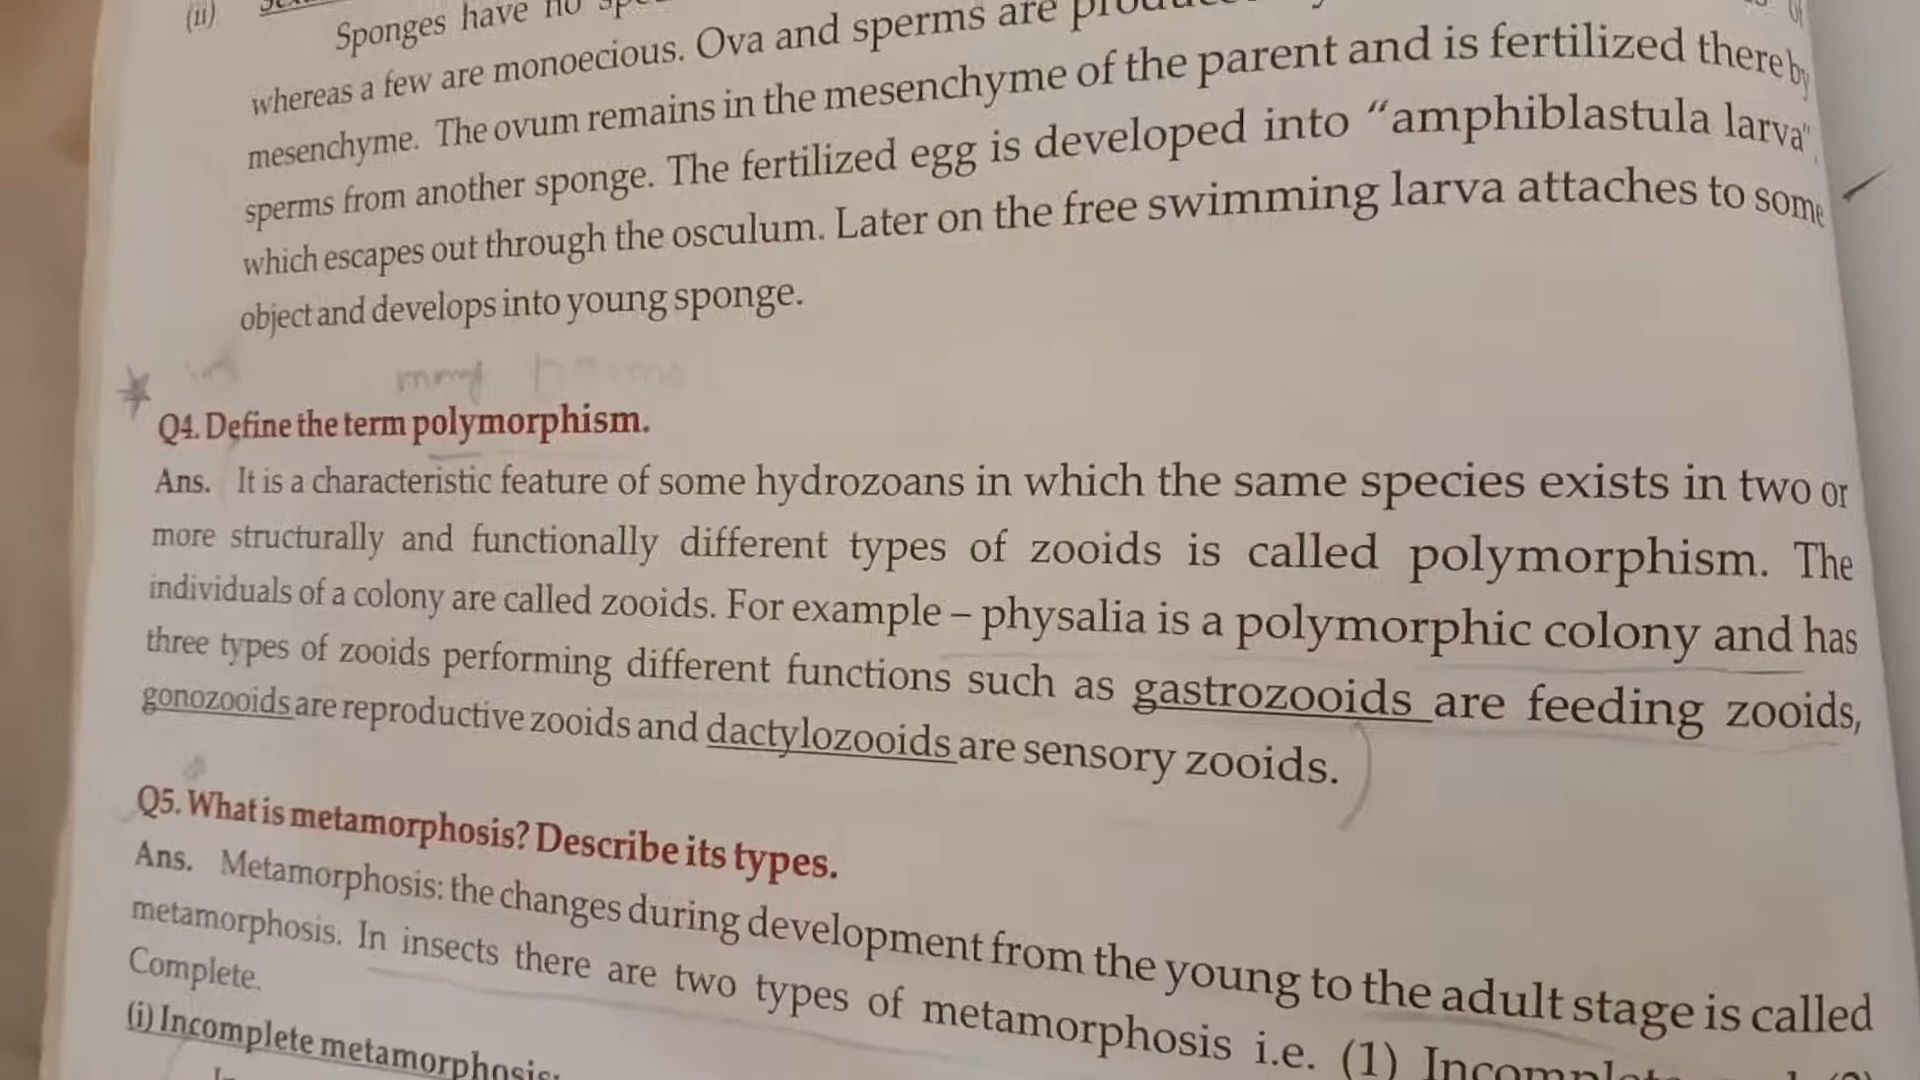 (ii)
Sponges have no
whereas a few are monoecious. Ova and sperms are
mesenchyme. The ovum remains in the mesenchyme of the parent and is fertilized there by
sperms from another sponge. The fertilized egg is developed into "amphiblastula larva",
which escapes out through the osculum. Later on the free swimming larva attaches to some
object and develops into young sponge.
many forms
Q4. Define the term polymorphism.
Ans. It is a characteristic feature of some hydrozoans in which the same species exists in two or
more structurally and functionally different types of zooids is called polymorphism. The
individuals of a colony are called zooids. For example – physalia is a polymorphic colony and has
three types of zooids performing different functions such as gastrozooids are feeding zooids,
gonozooids are reproductive zooids and dactylozooids are sensory zooids.
Q5. What is metamorphosis? Describe its types.
Ans. Metamorphosis: the changes during development from the young to the adult stage is called
metamorphosis. In insects there are two types of metamorphosis i.e. (1) Incomplete
Complete.
(i) Incomplete metamorphosis: